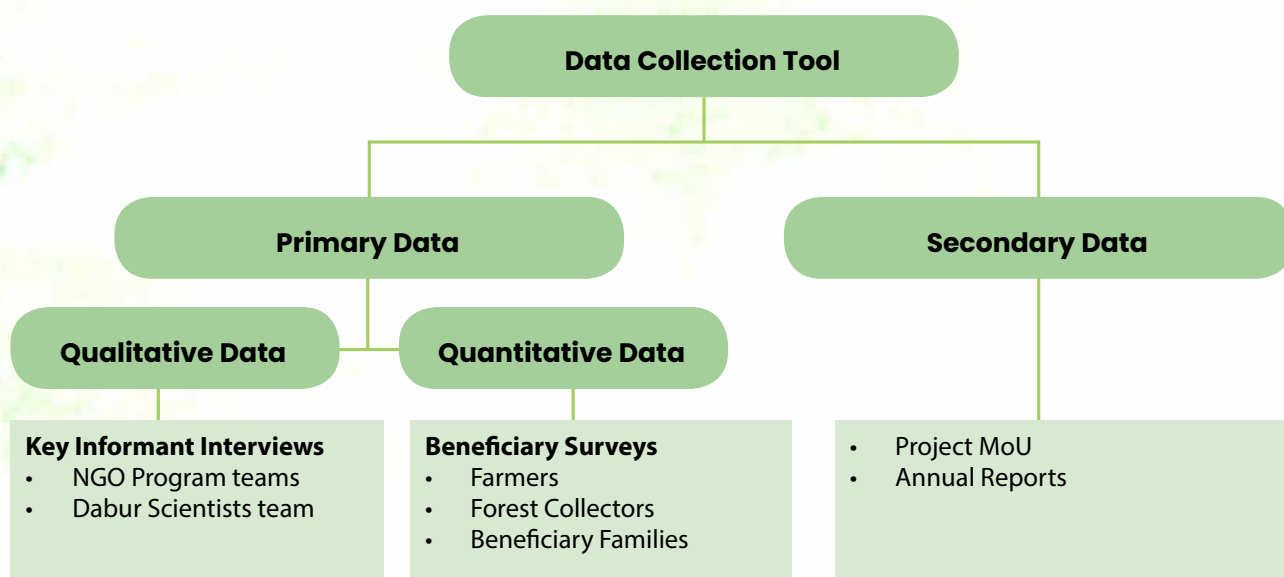 Data Collection Tool
Primary Data
Secondary Data
Qualitative Data
Quantitative Data
Key Informant Interviews
• NGO Program teams
• Dabur Scientists team
Beneficiary Surveys
• Farmers
• Forest Collectors
• Beneficiary Families
• Project MoU
• Annual Reports